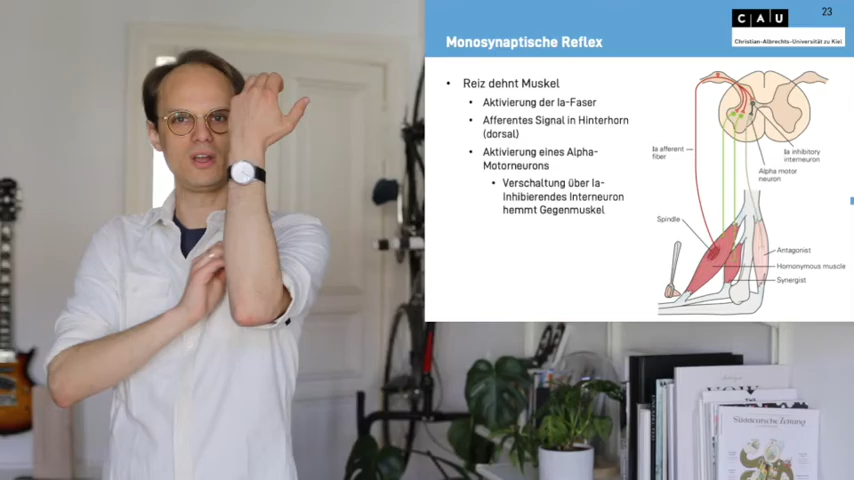 23
CAU
Christian-Albrechts-Universität zu Kiel
Monosynaptische Reflex
• Reiz dehnt Muskel
• Aktivierung der Ia-Faser
• Afferentes Signal in Hinterhorn
(dorsal)
• Aktivierung eines Alpha-
Motorneurons
• Verschaltung über Ia-
Inhibierendes Interneuron
hemmt Gegenmuskel
Ia afferent
fiber
Ia inhibitory
interneuron
Alpha motor
neuron
Spindle
Antagonist
Homonymous muscle
Synergist
Süddeutsche Zeitung